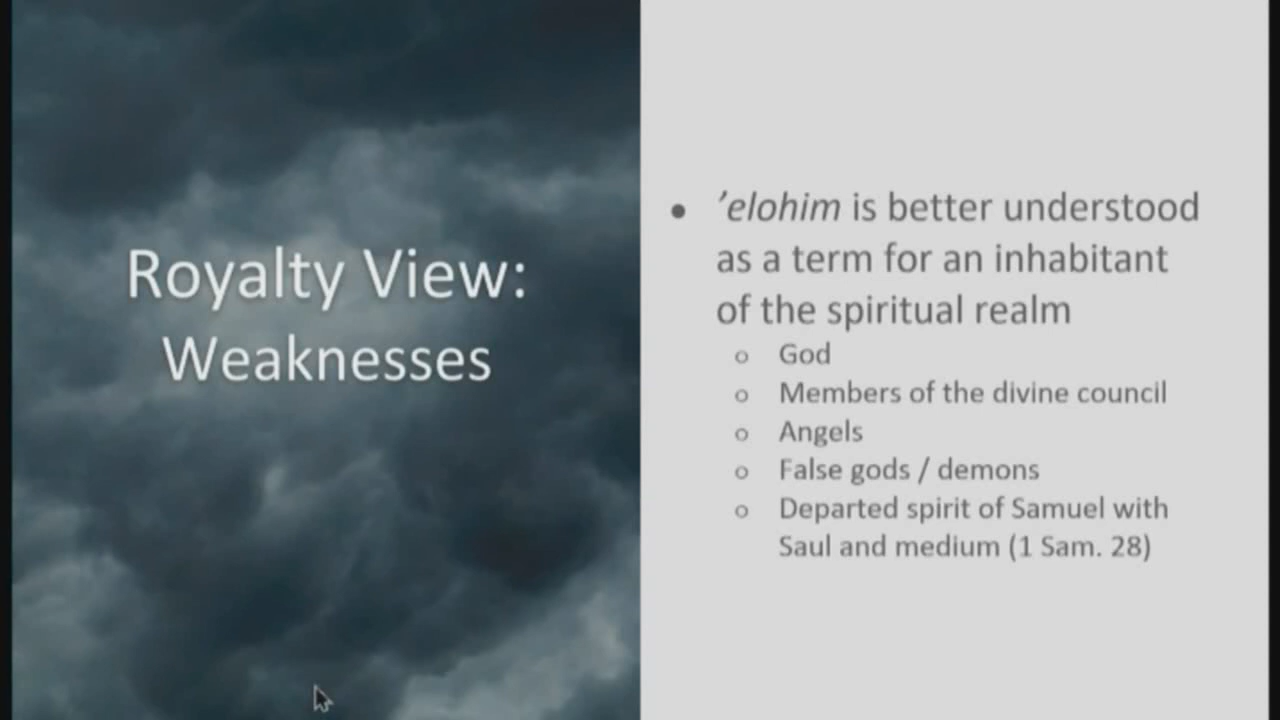 Royalty View:
Weaknesses
• ’elohim is better understood
as a term for an inhabitant
of the spiritual realm
○ God
○ Members of the divine council
○ Angels
○ False gods / demons
○ Departed spirit of Samuel with
Saul and medium (1 Sam. 28)